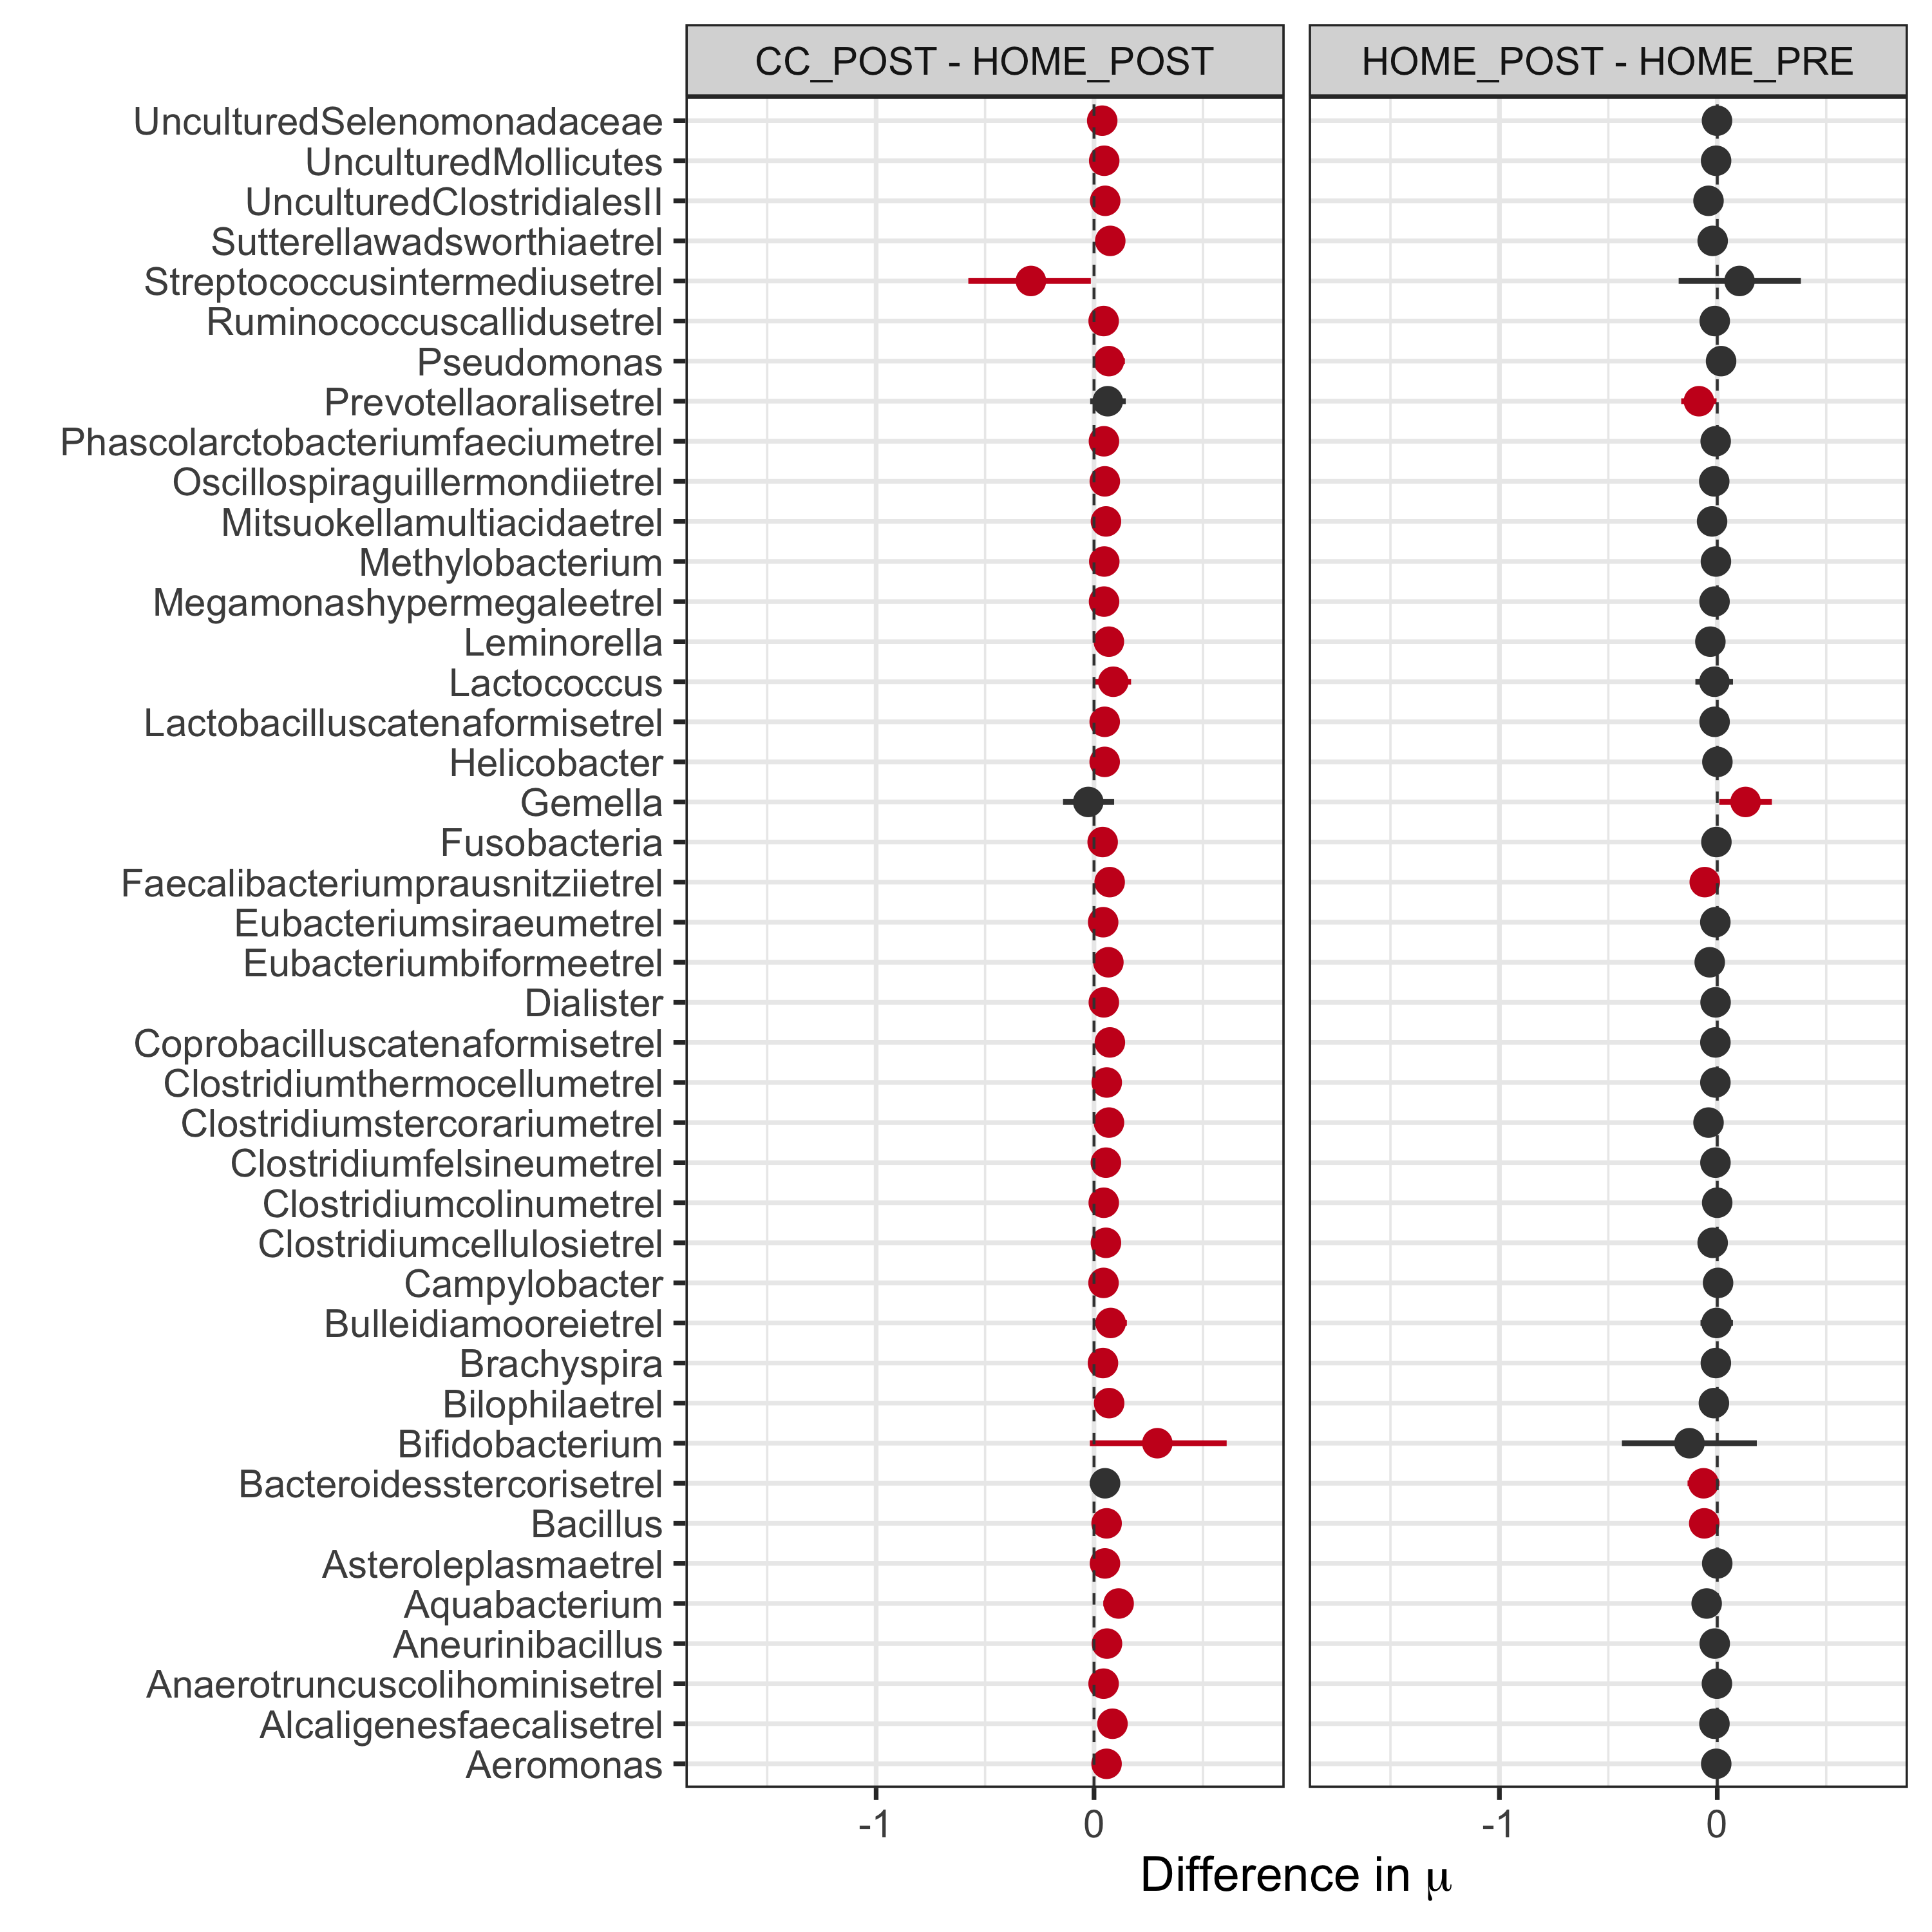 CC_POST - HOME_POST
HOME_POST - HOME_PRE
UnculturedSelenomonadaceae
UnculturedMollicutes
UnculturedClostridialesII
Sutterellawadsworthiaetrel
Streptococcusintermediusetrel
Ruminococcuscallidusetrel
Pseudomonas
Prevotellaoralisetrel
Phascolarctobacteriumfaeciumetrel
Oscillospiraguillermondiietrel
Mitsuokellamultiacidaetrel
Methylobacterium
Megamonashypermegaleetrel
Leminorella
Lactococcus
Lactobacilluscatenaformisetrel
Helicobacter
Gemella
Fusobacteria
Faecalibacteriumprausnitziietrel
Eubacteriumsiraeumetrel
Eubacteriumbiformeetrel
Dialister
Coprobacilluscatenaformisetrel
Clostridiumthermocellumetrel
Clostridiumstercorariumetrel
Clostridiumfelsineumetrel
Clostridiumcolinumetrel
Clostridiumcellulosietrel
Campylobacter
Bulleidiamooreietrel
Brachyspira
Bilophilaetrel
Bifidobacterium
Bacteroidesstercorisetrel
Bacillus
Asteroleplasmaetrel
Aquabacterium
Aneurinibacillus
Anaerotruncuscolihominisetrel
Alcaligenesfaecalisetrel
Aeromonas
-1 0 -1 0
Difference in μ